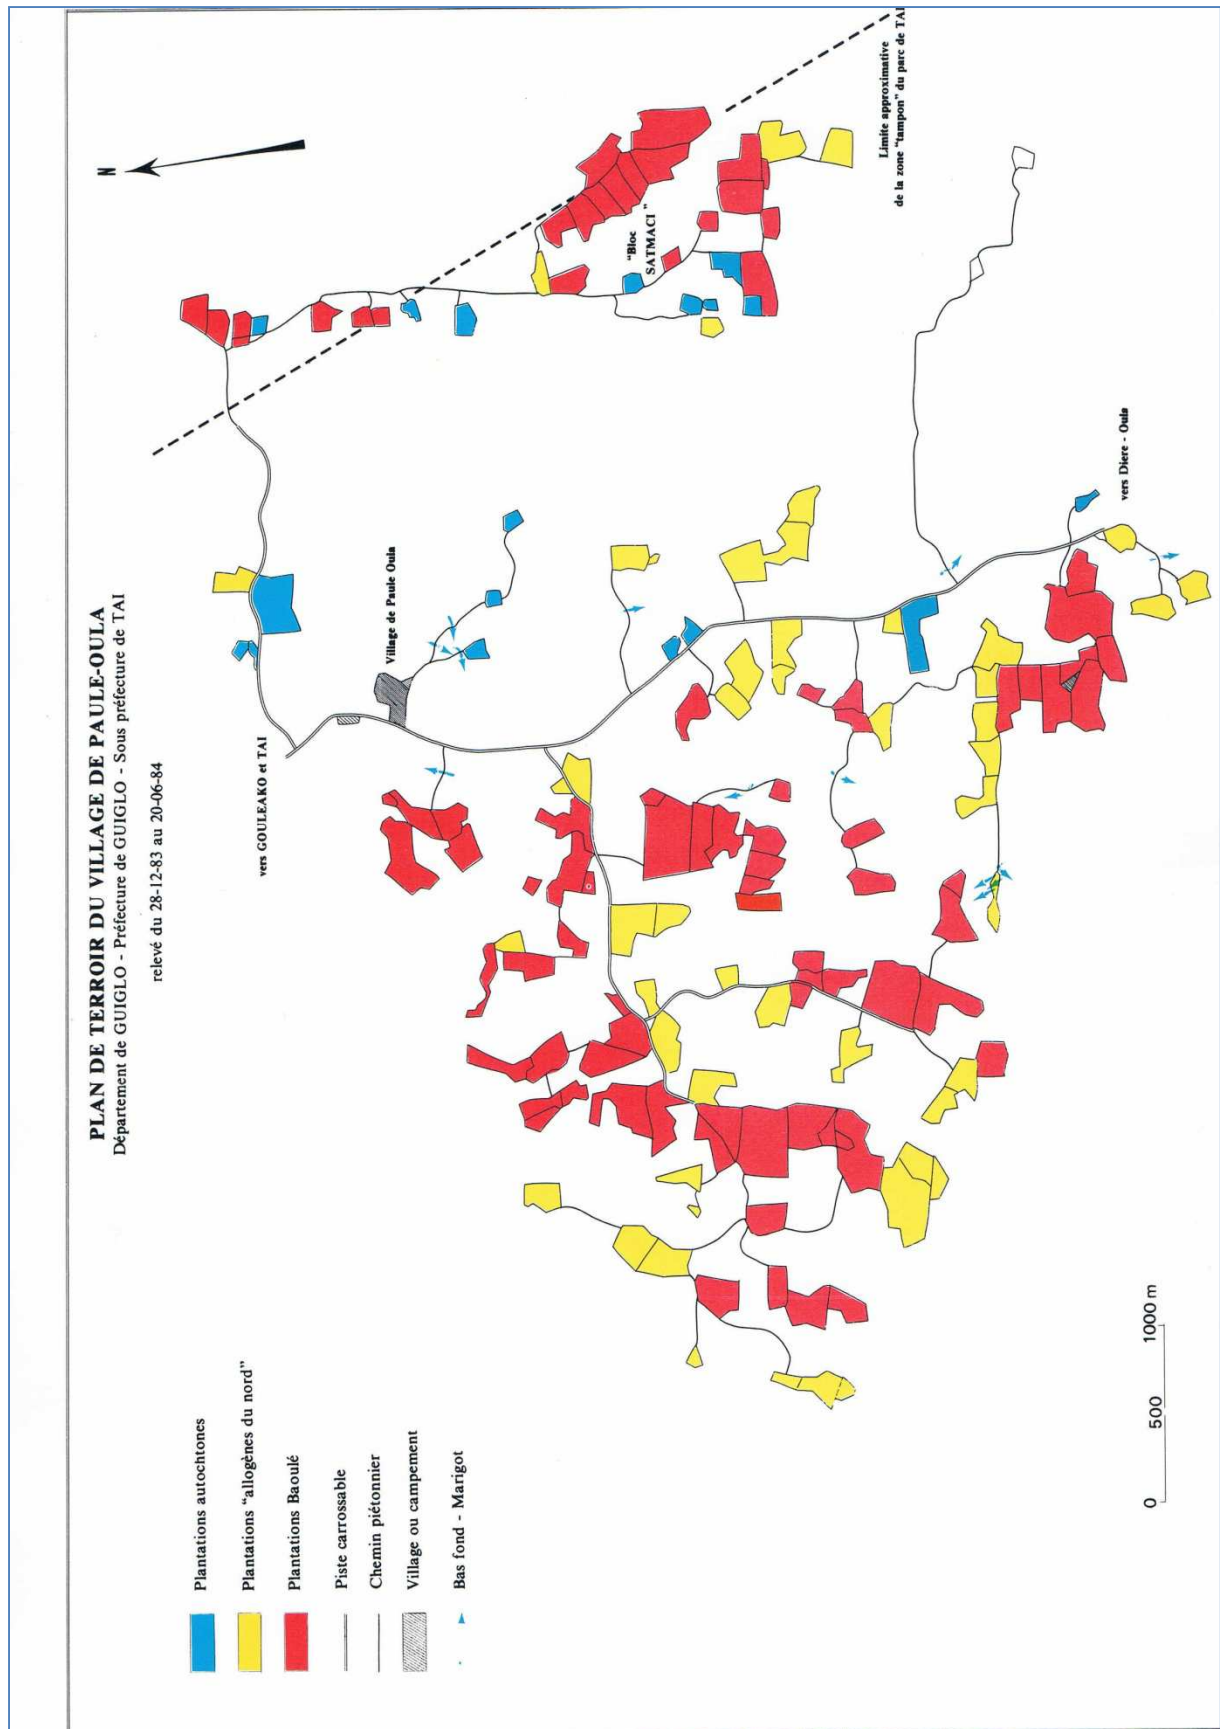 PLAN DE TERROIR DU VILLAGE DE PAULE-OULA
Département de GUIGLO - Préfecture de GUIGLO - Sous préfecture de TAI
relevé du 28-12-83 au 20-06-84
N
Limite approximative
de la zone "tampon" du parc de TAI
"Bloc
SATMACI"
Village de Paule Oula
vers GOULEAKO et TAI
vers Diere - Oula
Plantations autochtones
Plantations "allogènes du nord"
Plantations Baoulé
Piste carrossable
Chemin piétonnier
Village ou campement
Bas fond - Marigot
0 500 1000 m